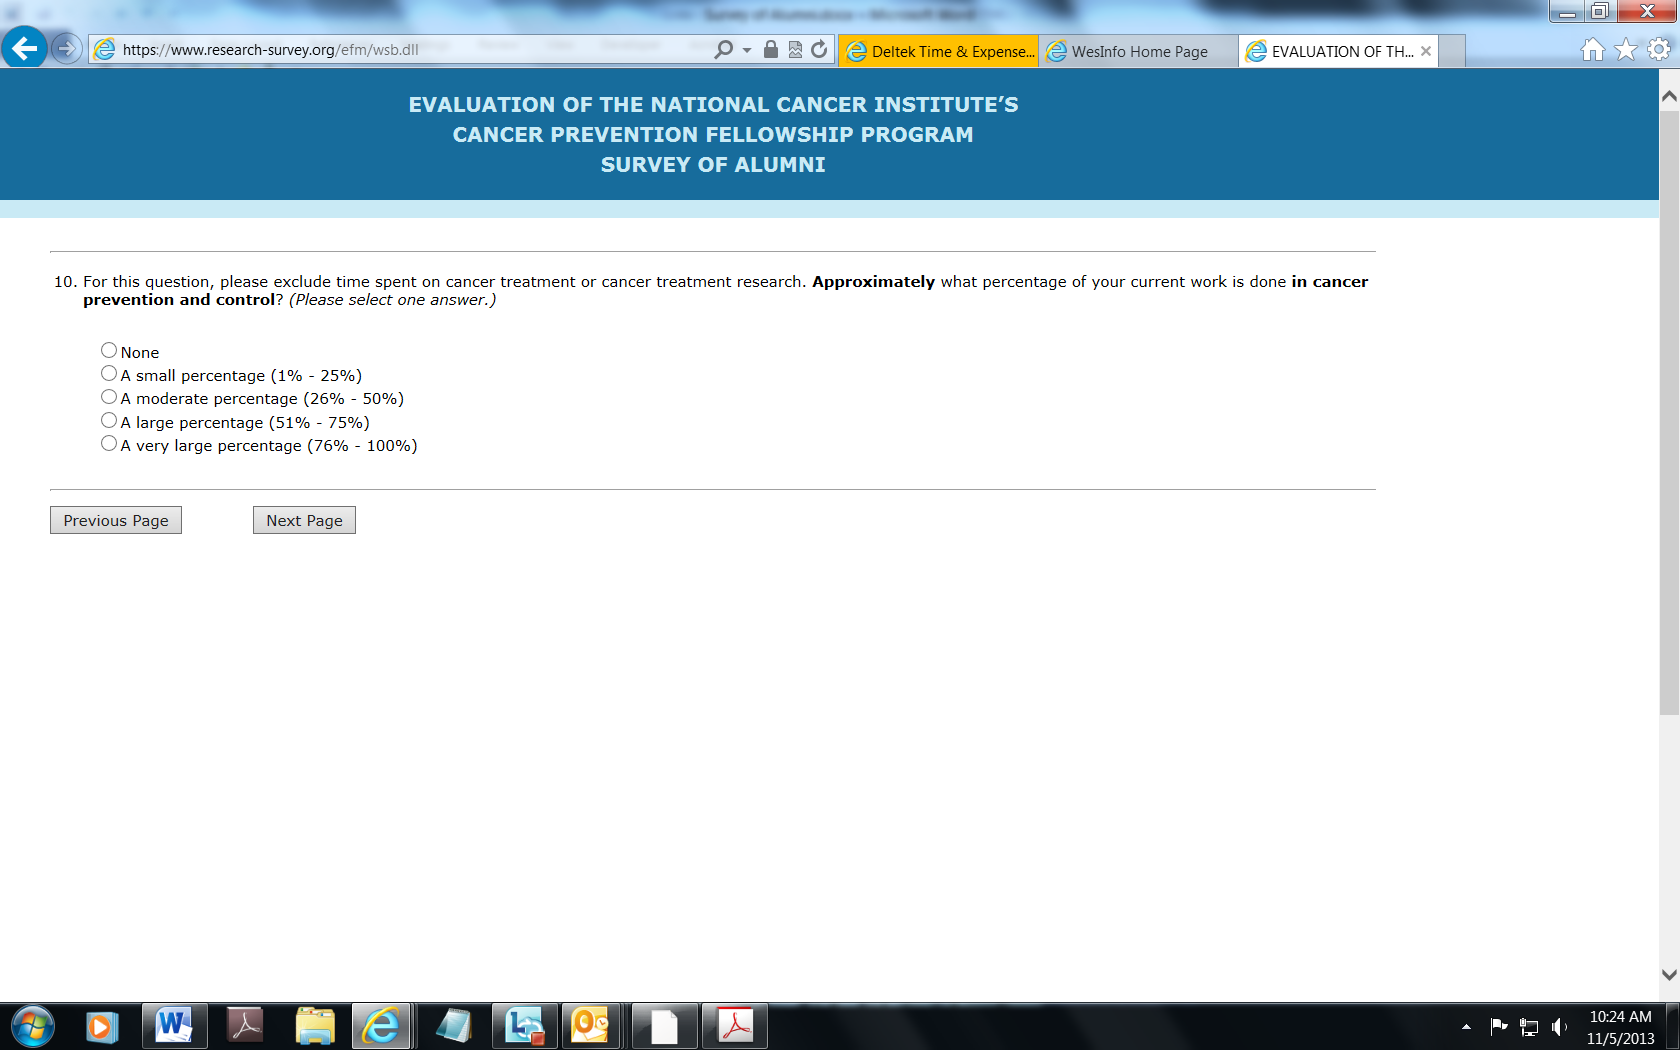 https://www.research-survey.org/efm/wsb.dll
Deltek Time & Expense...
WesInfo Home Page
EVALUATION OF TH...
EVALUATION OF THE NATIONAL CANCER INSTITUTE’S
CANCER PREVENTION FELLOWSHIP PROGRAM
SURVEY OF ALUMNI
10. For this question, please exclude time spent on cancer treatment or cancer treatment research. Approximately what percentage of your current work is done in cancer
prevention and control? (Please select one answer.)
None
A small percentage (1% - 25%)
A moderate percentage (26% - 50%)
A large percentage (51% - 75%)
A very large percentage (76% - 100%)
Previous Page
Next Page
10:24 AM
11/5/2013